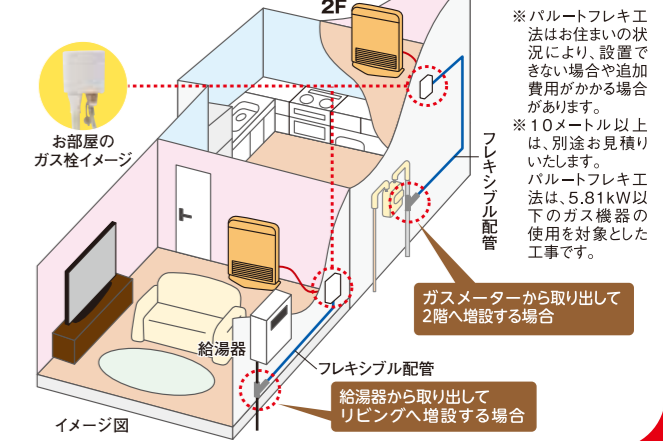 2F
※パルートフレキ工
法はお住まいの状
況により、設置で
きない場合や追加
費用がかかる場合
があります。
※10メートル以上
は、別途お見積り
いたします。
パルートフレキ工
法は、5.81kW以
下のガス機器の
使用を対象とした
工事です。
お部屋の
ガス栓イメージ
フレキシブル配管
ガスメーターから取り出して
2階へ増設する場合
給湯器
フレキシブル配管
給湯器から取り出して
リビングへ増設する場合
イメージ図